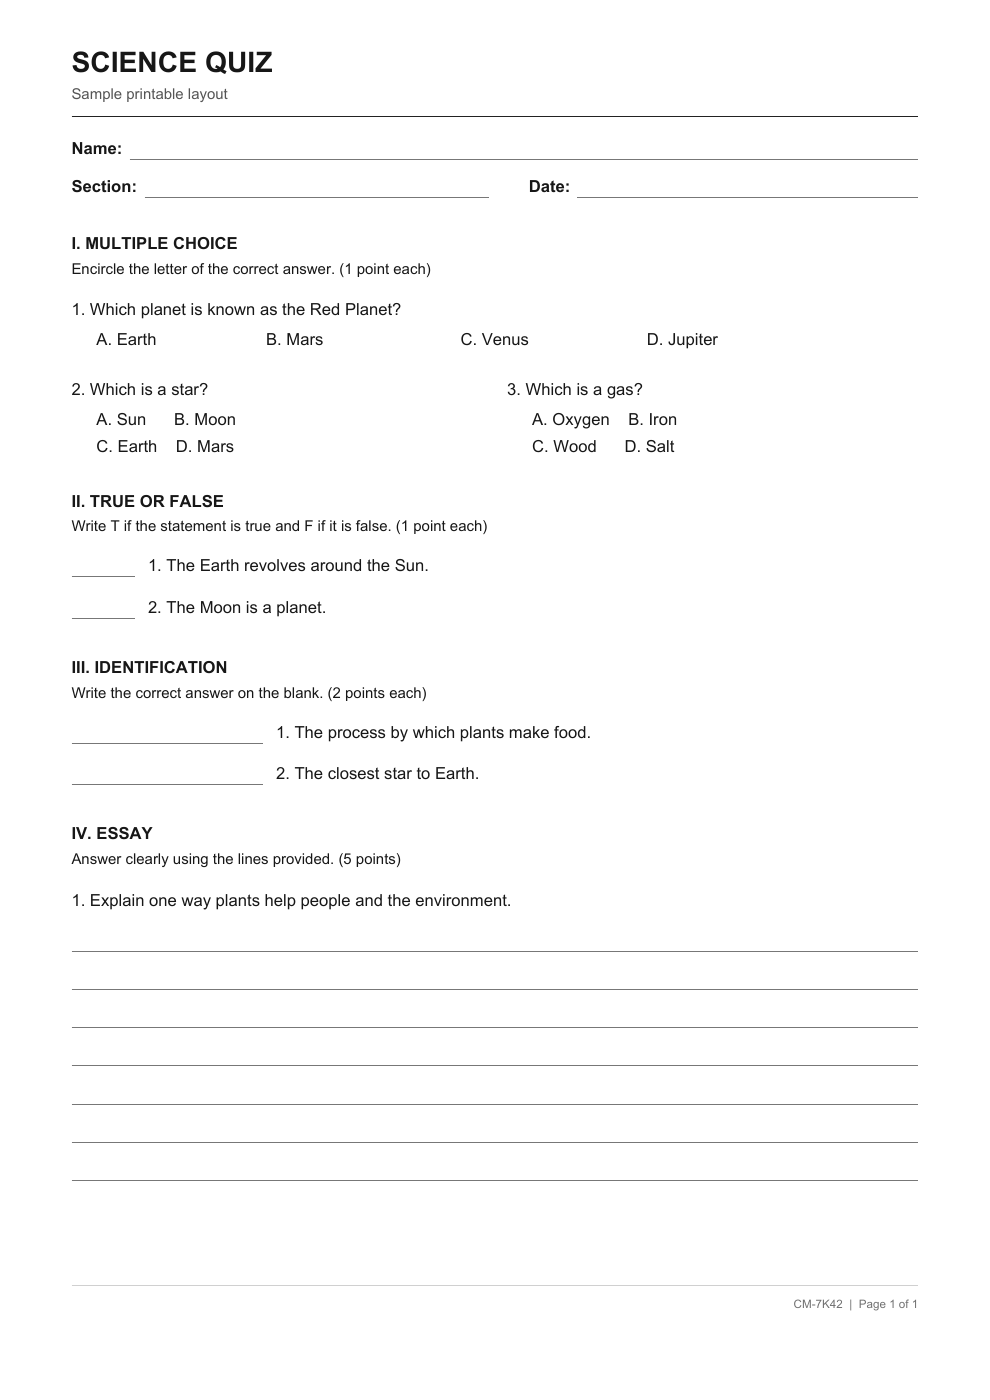 SCIENCE QUIZ
Sample printable layout
Name:
Section: Date:
I. MULTIPLE CHOICE
Encircle the letter of the correct answer. (1 point each)
1. Which planet is known as the Red Planet?
A. Earth B. Mars C. Venus D. Jupiter
2. Which is a star?
A. Sun B. Moon
C. Earth D. Mars
3. Which is a gas?
A. Oxygen B. Iron
C. Wood D. Salt
II. TRUE OR FALSE
Write T if the statement is true and F if it is false. (1 point each)
1. The Earth revolves around the Sun.
2. The Moon is a planet.
III. IDENTIFICATION
Write the correct answer on the blank. (2 points each)
1. The process by which plants make food.
2. The closest star to Earth.
IV. ESSAY
Answer clearly using the lines provided. (5 points)
1. Explain one way plants help people and the environment.
CM-7K42 | Page 1 of 1